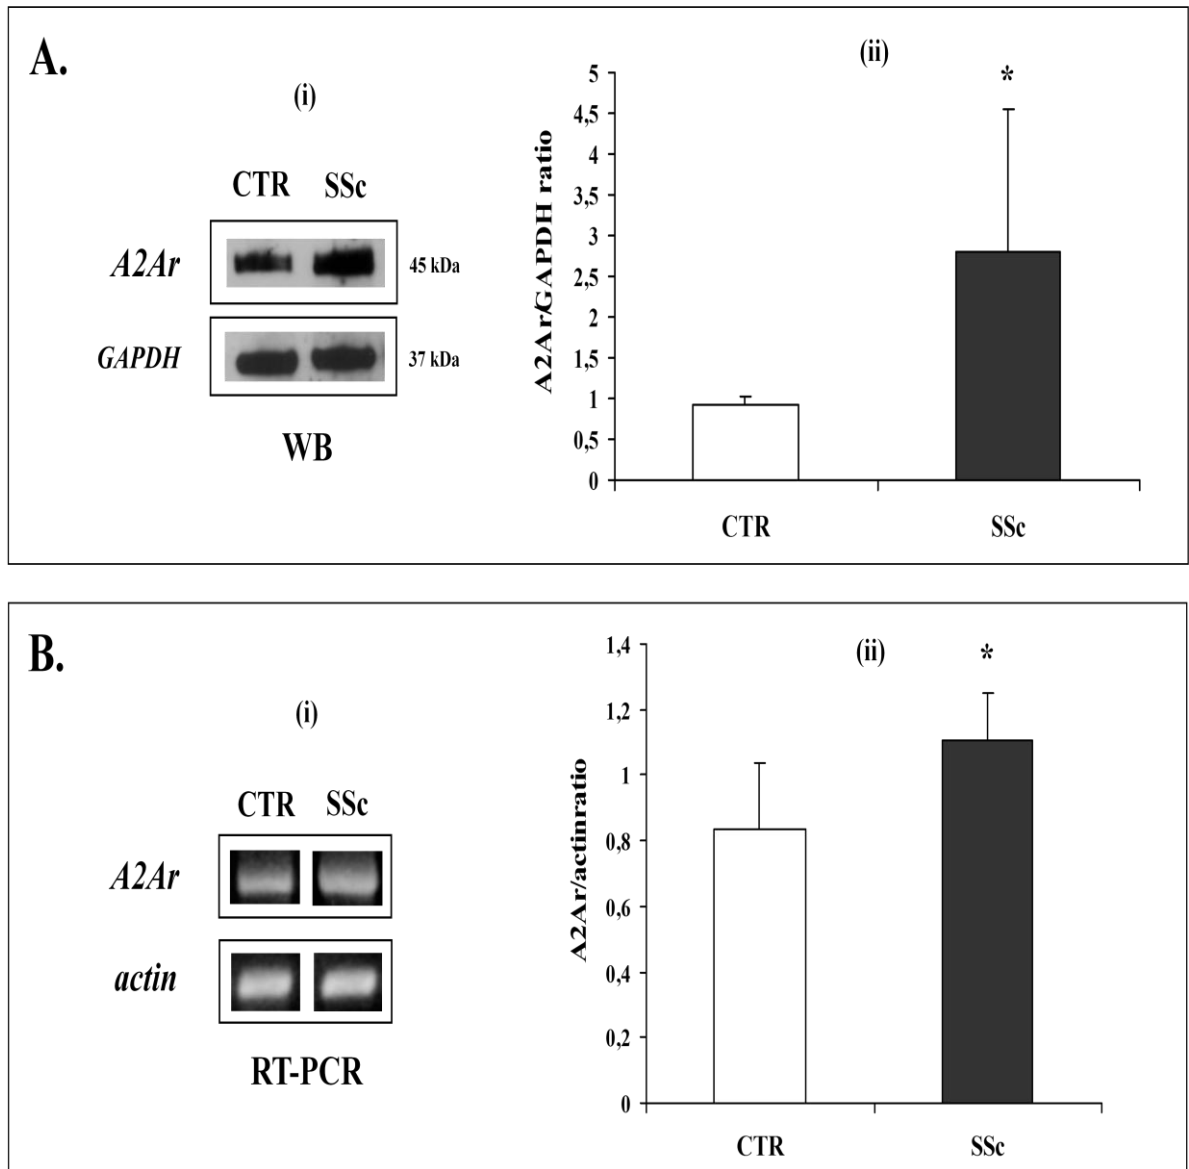 A.
(i)
CTR SSc
A2Ar
45 kDa
GAPDH
37 kDa
WB
(ii)
*
A2Ar/GAPDH ratio
5
4,5
4
3,5
3
2,5
2
1,5
1
0,5
0
CTR SSc
B.
(i)
CTR SSc
A2Ar
actin
RT-PCR
(ii)
*
A2Ar/actinratio
1,4
1,2
1
0,8
0,6
0,4
0,2
0
CTR SSc